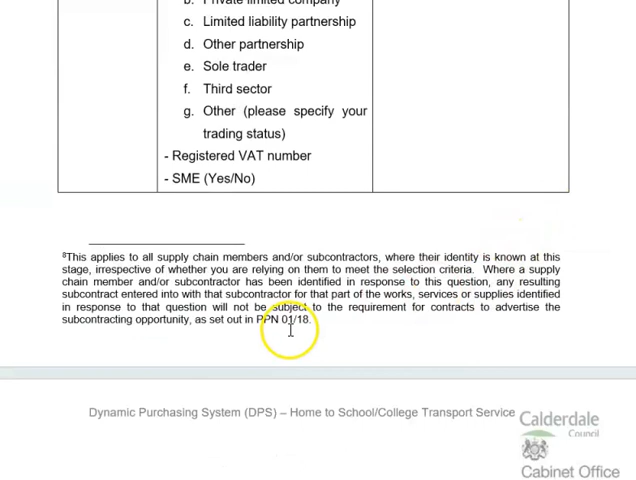 b. Private limited company
c. Limited liability partnership
d. Other partnership
e. Sole trader
f. Third sector
g. Other (please specify your
trading status)
- Registered VAT number
- SME (Yes/No)
⁸This applies to all supply chain members and/or subcontractors, where their identity is known at this
stage, irrespective of whether you are relying on them to meet the selection criteria. Where a supply
chain member and/or subcontractor has been identified in response to this question, any resulting
subcontract entered into with that subcontractor for that part of the works, services or supplies identified
in response to that question will not be subject to the requirement for contracts to advertise the
subcontracting opportunity, as set out in PPN 01/18.
Dynamic Purchasing System (DPS) – Home to School/College Transport Service
Calderdale
Council
Cabinet Office